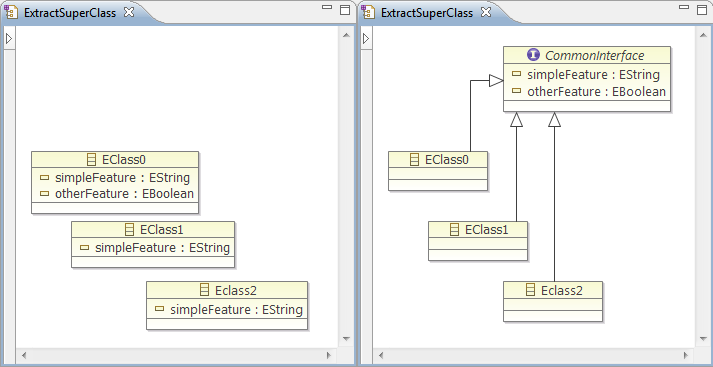 ExtractSuperClass
EClass0
simpleFeature : EString
otherFeature : EBoolean
EClass1
simpleFeature : EString
Eclass2
simpleFeature : EString
ExtractSuperClass
I CommonInterface
simpleFeature : EString
otherFeature : EBoolean
EClass0
EClass1
Eclass2